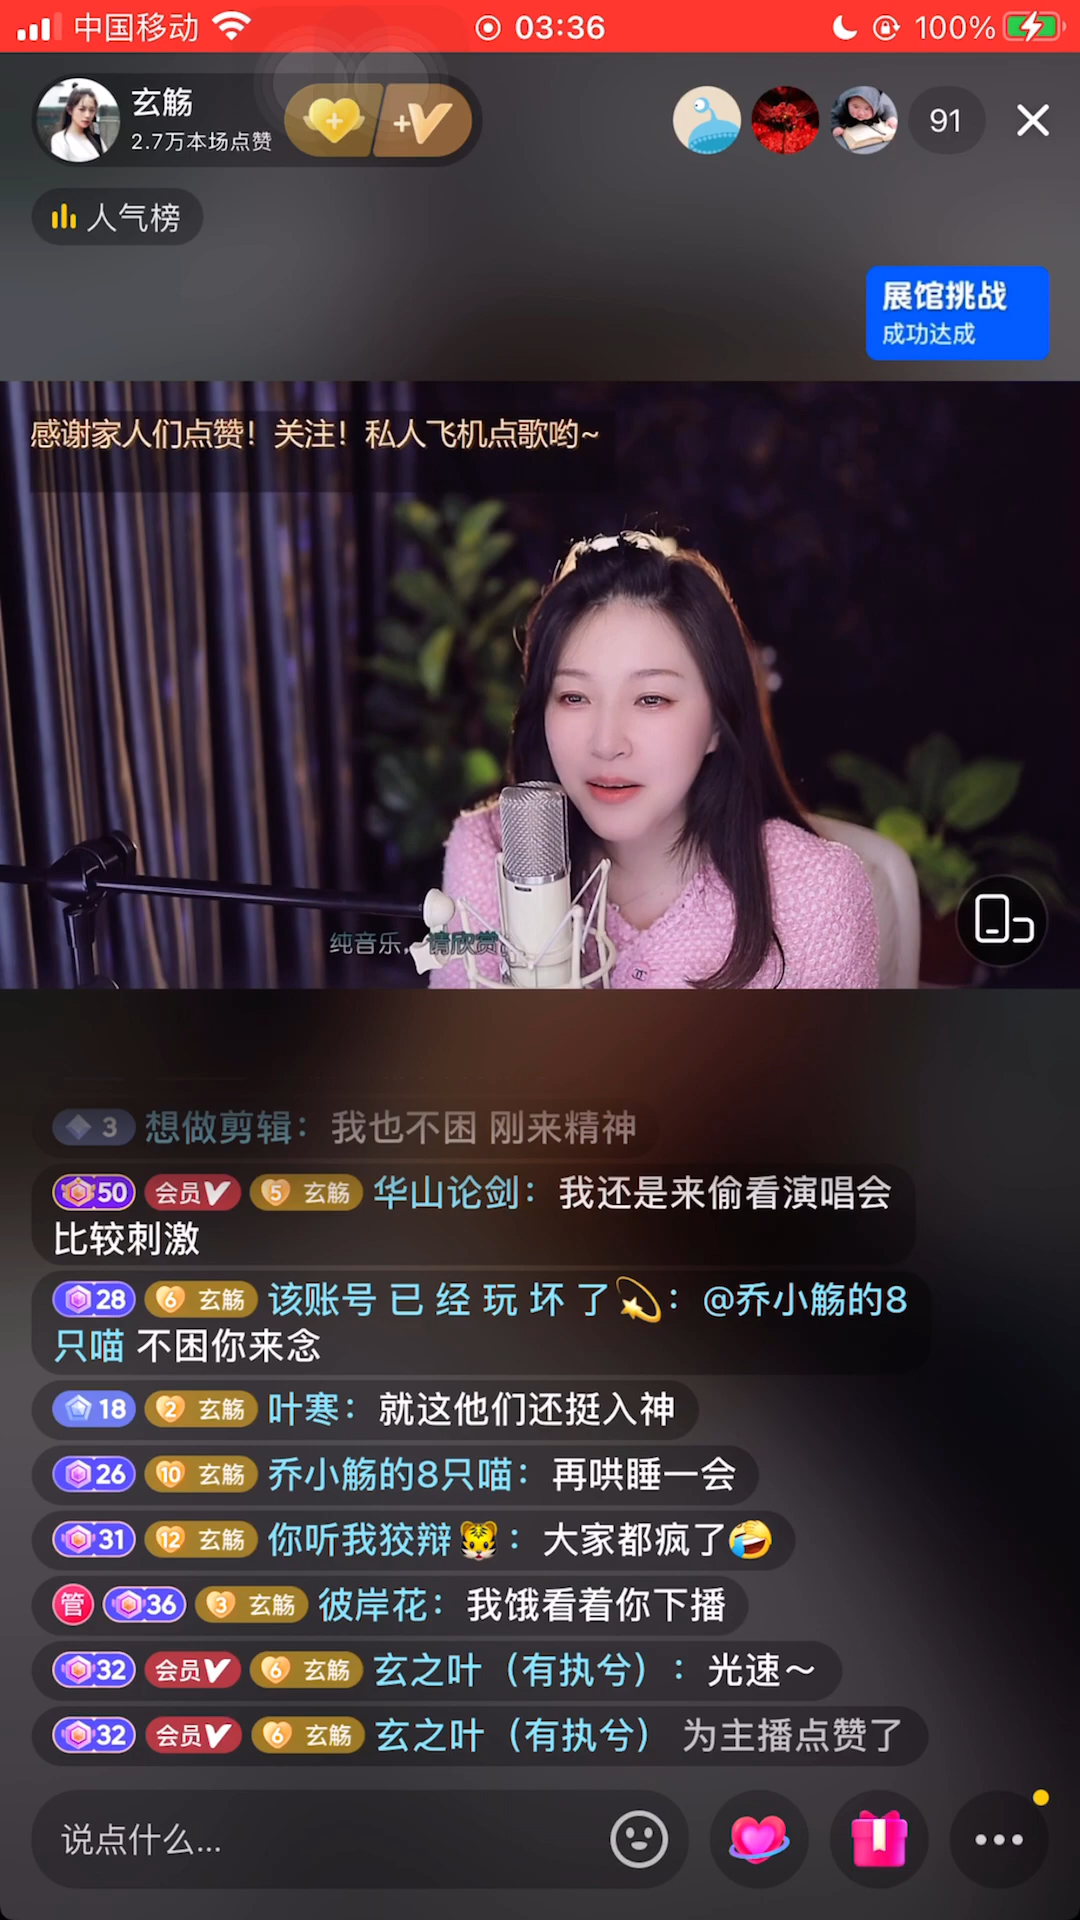 中国移动
03:36
100%
玄觞
2.7万本场点赞
+V
91
人气榜
展馆挑战
成功达成
感谢家人们点赞！关注！私人飞机点歌哟~
纯音乐，请欣赏
3 想做剪辑：我也不困 刚来精神
50 会员V 5 玄觞 华山论剑：我还是来偷看演唱会
比较刺激
28 6 玄觞 该账号 已 经 玩 坏 了💫：@乔小觞的8
只喵 不困你来念
18 2 玄觞 叶寒：就这他们还挺入神
26 10 玄觞 乔小觞的8只喵：再哄睡一会
31 12 玄觞 你听我狡辩🐯：大家都疯了🤣
管 36 3 玄觞 彼岸花：我饿看着你下播
32 会员V 6 玄觞 玄之叶（有执兮）：光速～
32 会员V 6 玄觞 玄之叶（有执兮） 为主播点赞了
说点什么...